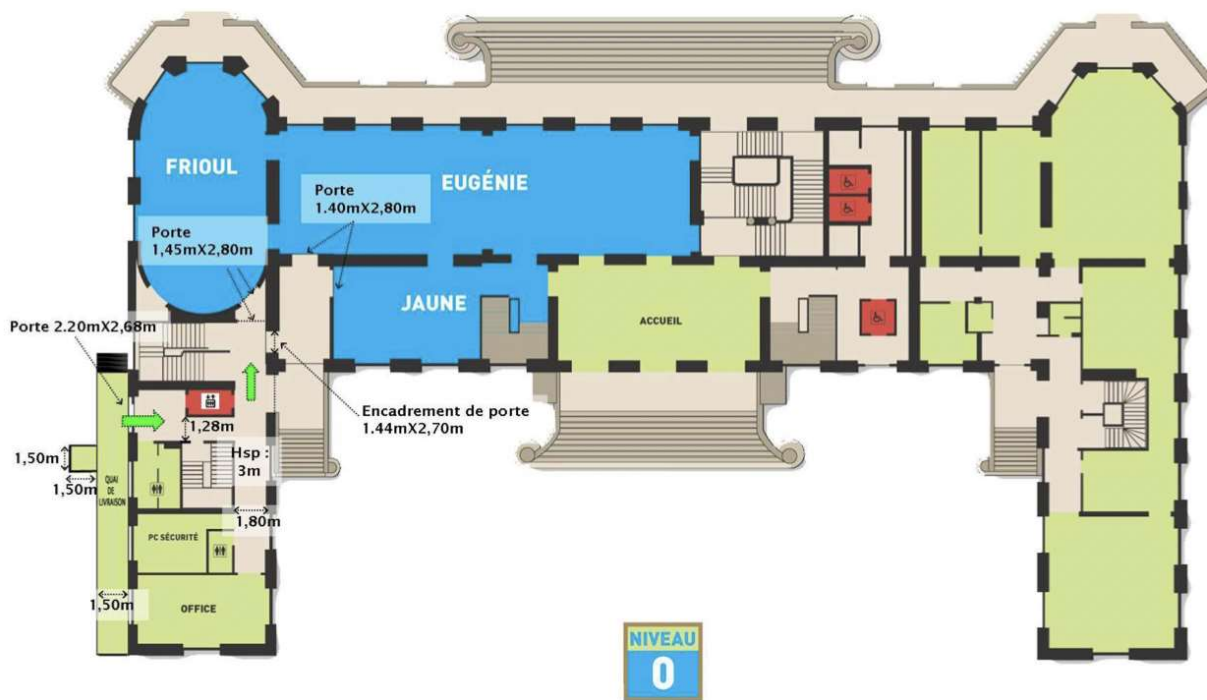 FRIOUL
EUGÉNIE
Porte
1.40mX2,80m
Porte
1,45mX2,80m
JAUNE
ACCUEIL
Porte 2.20mX2,68m
Encadrement de porte
1.44mX2,70m
1,28m
Hsp :
3m
1,50m
1,50m
QUAI
DE
LIVRAISON
1,80m
PC SÉCURITÉ
1,50m
OFFICE
NIVEAU
0